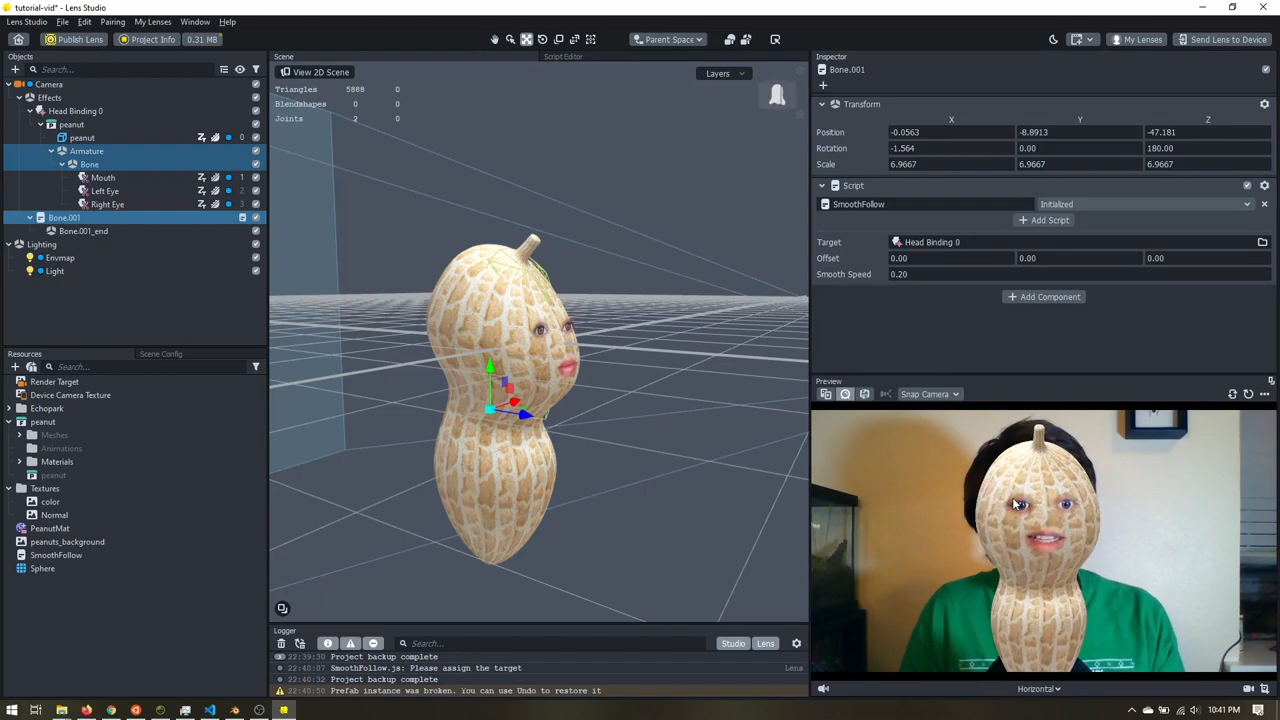 tutorial-vid* - Lens Studio
Lens Studio File Edit Pairing My Lenses Window Help
Publish Lens Project Info 0.31 MB Parent Space My Lenses Send Lens to Device
Objects
Search...
Camera
Effects
Head Binding 0
peanut
peanut 0
Armature
Bone
Mouth 1
Left Eye 2
Right Eye 3
Bone.001
Bone.001_end
Lighting
Envmap
Light
Resources Scene Config
Search...
Render Target
Device Camera Texture
Echopark
peanut
Meshes
Animations
Materials
peanut
Textures
color
Normal
PeanutMat
peanuts_background
SmoothFollow
Sphere
Scene Script Editor
View 2D Scene Layers
Triangles 5888 0
Blendshapes 0 0
Joints 2 0
Logger
Search... Studio Lens
22:39:30 Project backup complete
22:40:07 SmoothFollow.js: Please assign the target Lens
22:40:32 Project backup complete
22:40:50 Prefab instance was broken. You can use Undo to restore it
Inspector
Bone.001
Transform
X Y Z
Position -0.0563 -8.8913 -47.181
Rotation -1.564 0.00 180.00
Scale 6.9667 6.9667 6.9667
Script
SmoothFollow Initialized
Add Script
Target Head Binding 0
Offset 0.00 0.00 0.00
Smooth Speed 0.20
Add Component
Preview
Snap Camera
Horizontal
10:41 PM